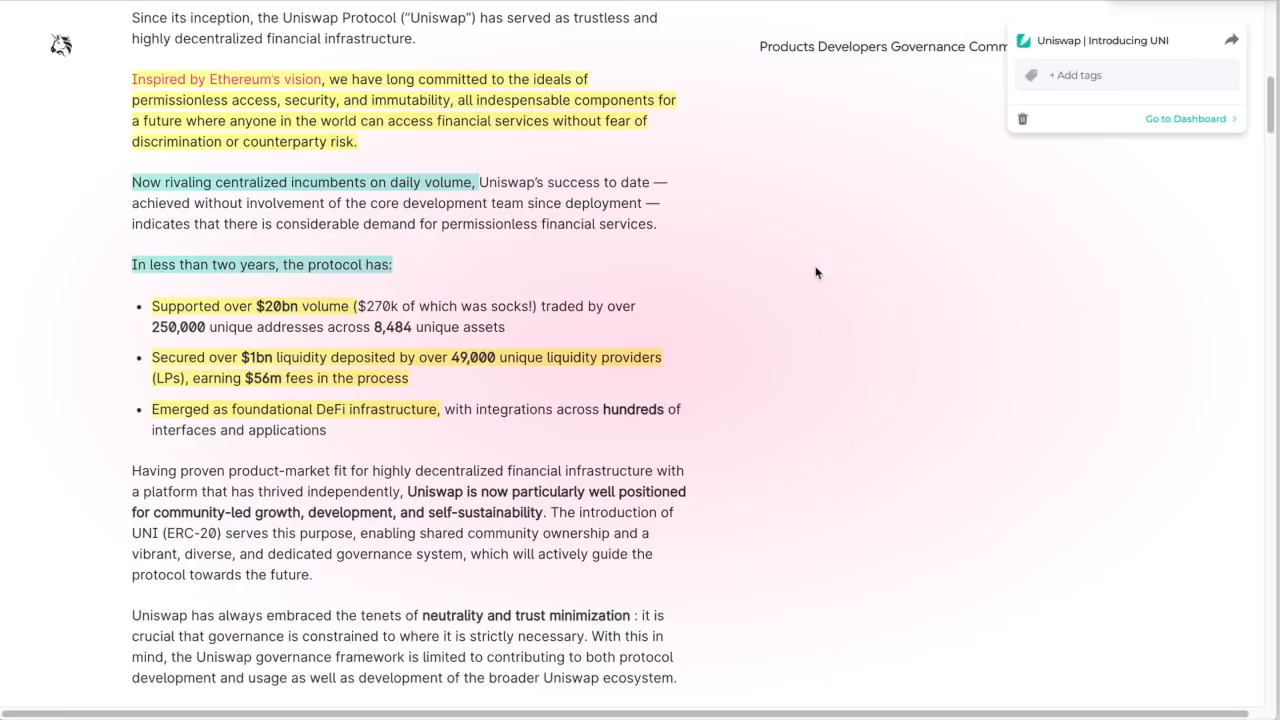 Since its inception, the Uniswap Protocol (“Uniswap”) has served as trustless and
highly decentralized financial infrastructure.
Products Developers Governance Comm
Uniswap | Introducing UNI
+ Add tags
Go to Dashboard
Inspired by Ethereum's vision, we have long committed to the ideals of
permissionless access, security, and immutability, all indespensable components for
a future where anyone in the world can access financial services without fear of
discrimination or counterparty risk.
Now rivaling centralized incumbents on daily volume, Uniswap’s success to date —
achieved without involvement of the core development team since deployment —
indicates that there is considerable demand for permissionless financial services.
In less than two years, the protocol has:
• Supported over $20bn volume ($270k of which was socks!) traded by over
250,000 unique addresses across 8,484 unique assets
• Secured over $1bn liquidity deposited by over 49,000 unique liquidity providers
(LPs), earning $56m fees in the process
• Emerged as foundational DeFi infrastructure, with integrations across hundreds of
interfaces and applications
Having proven product-market fit for highly decentralized financial infrastructure with
a platform that has thrived independently, Uniswap is now particularly well positioned
for community-led growth, development, and self-sustainability. The introduction of
UNI (ERC-20) serves this purpose, enabling shared community ownership and a
vibrant, diverse, and dedicated governance system, which will actively guide the
protocol towards the future.
Uniswap has always embraced the tenets of neutrality and trust minimization : it is
crucial that governance is constrained to where it is strictly necessary. With this in
mind, the Uniswap governance framework is limited to contributing to both protocol
development and usage as well as development of the broader Uniswap ecosystem.